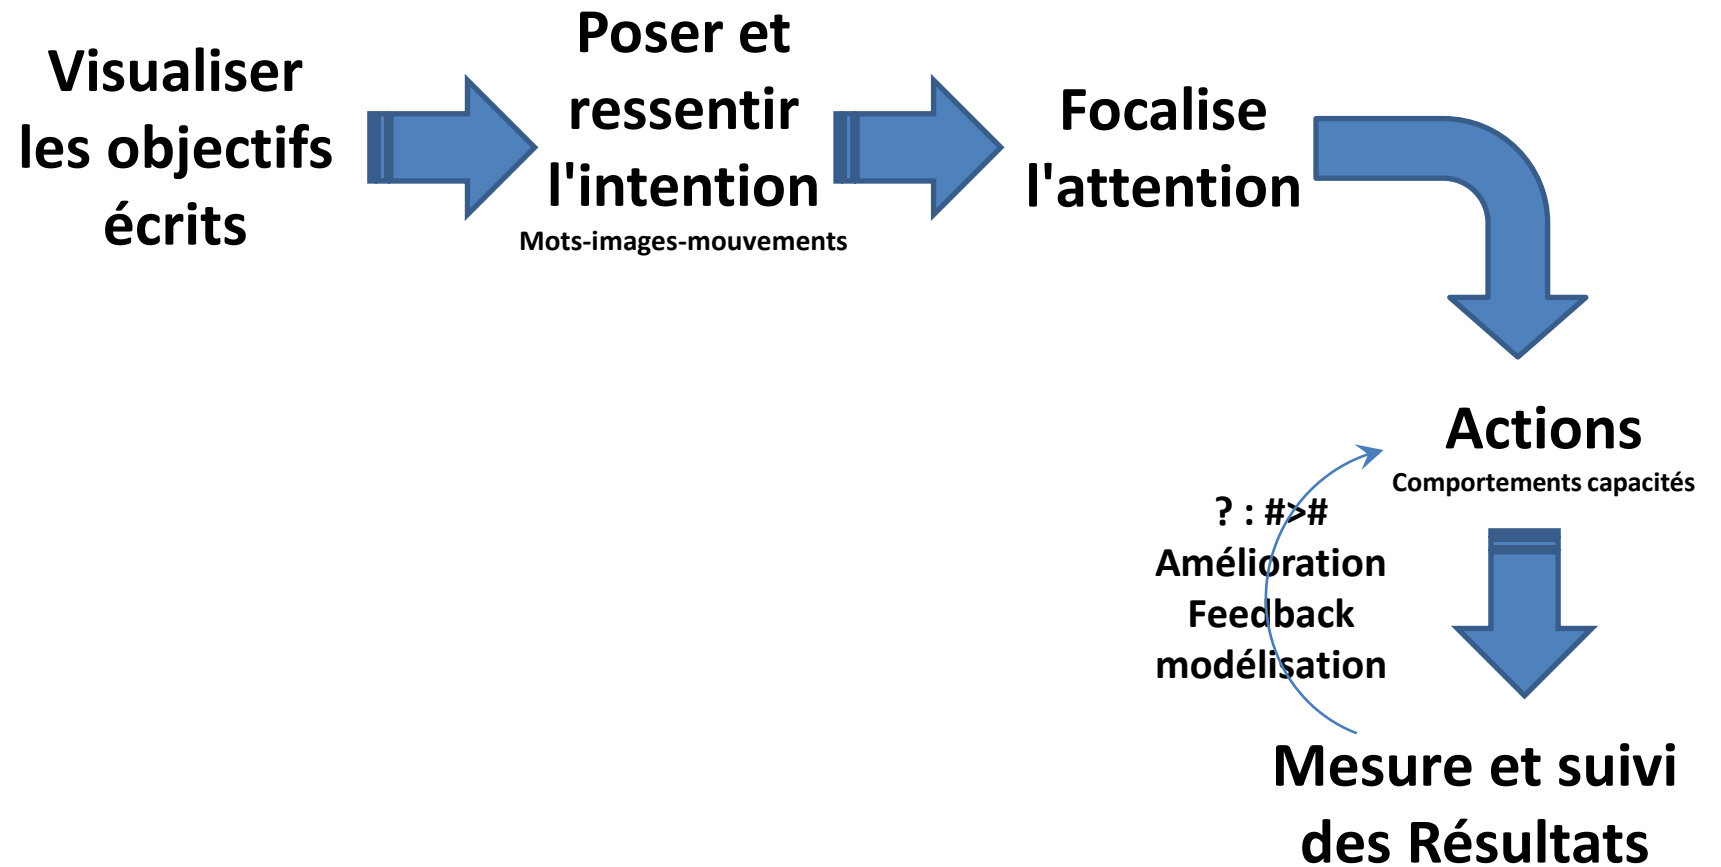 Visualiser
les objectifs
écrits
Poser et
ressentir
l'intention
Mots-images-mouvements
Focalise
l'attention
Actions
Comportements capacités
? : #>#
Amélioration
Feedback
modélisation
Mesure et suivi
des Résultats